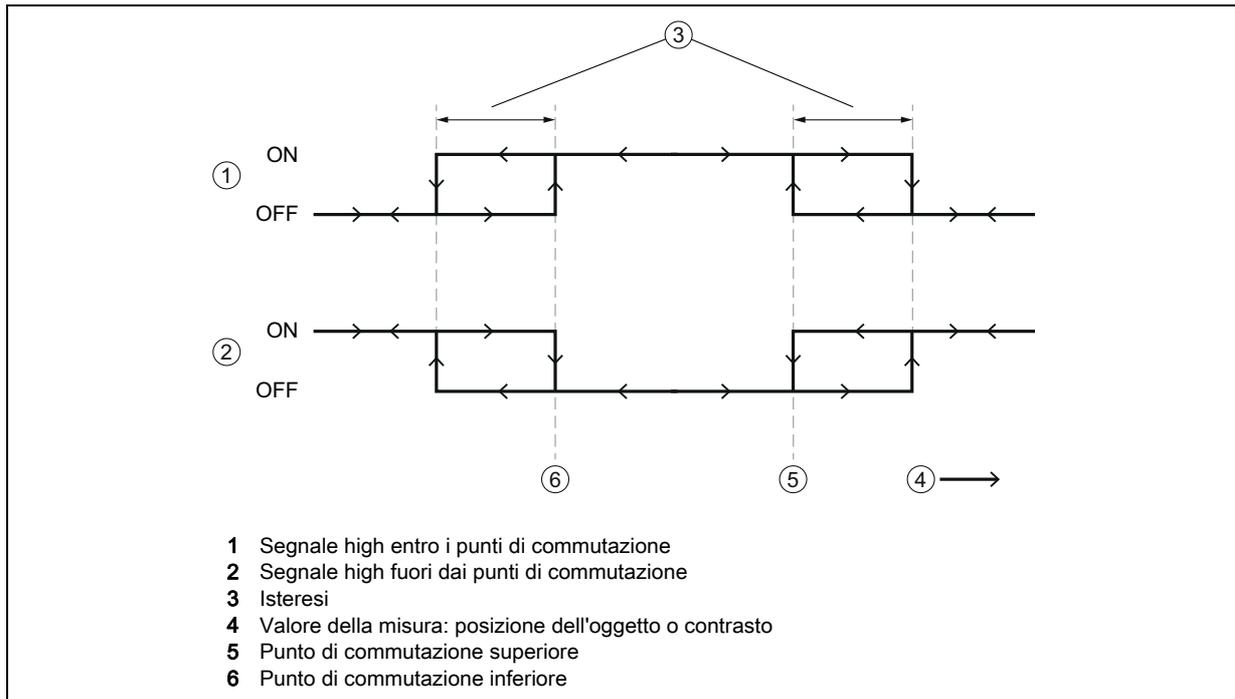 ③
ON
①
OFF
ON
②
OFF
⑥ ⑤ ④
1 Segnale high entro i punti di commutazione
2 Segnale high fuori dai punti di commutazione
3 Isteresi
4 Valore della misura: posizione dell'oggetto o contrasto
5 Punto di commutazione superiore
6 Punto di commutazione inferiore